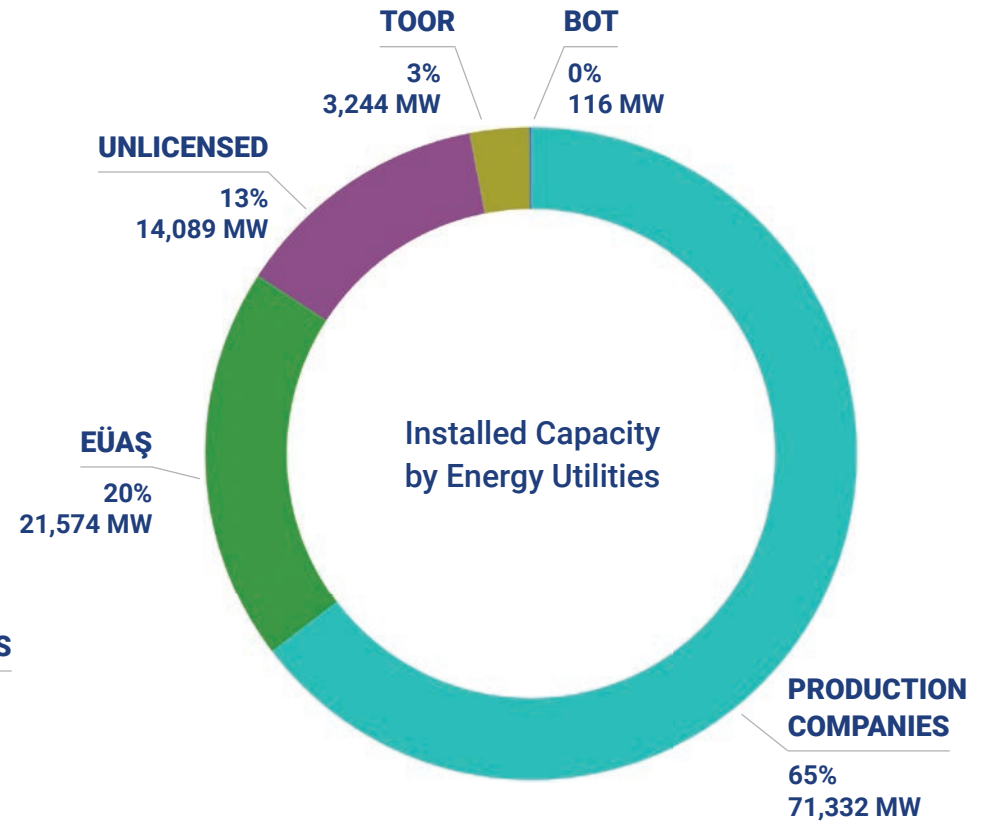 TOOR
3%
3,244 MW
BOT
0%
116 MW
UNLICENSED
13%
14,089 MW
EÜAŞ
20%
21,574 MW
Installed Capacity
by Energy Utilities
S
PRODUCTION
COMPANIES
65%
71,332 MW